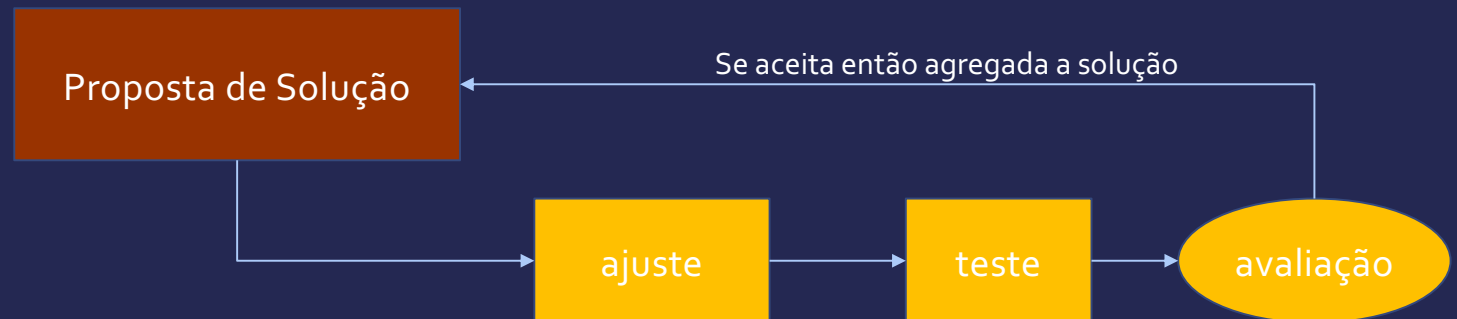 Proposta de Solução
Se aceita então agregada a solução
ajuste
teste
avaliação